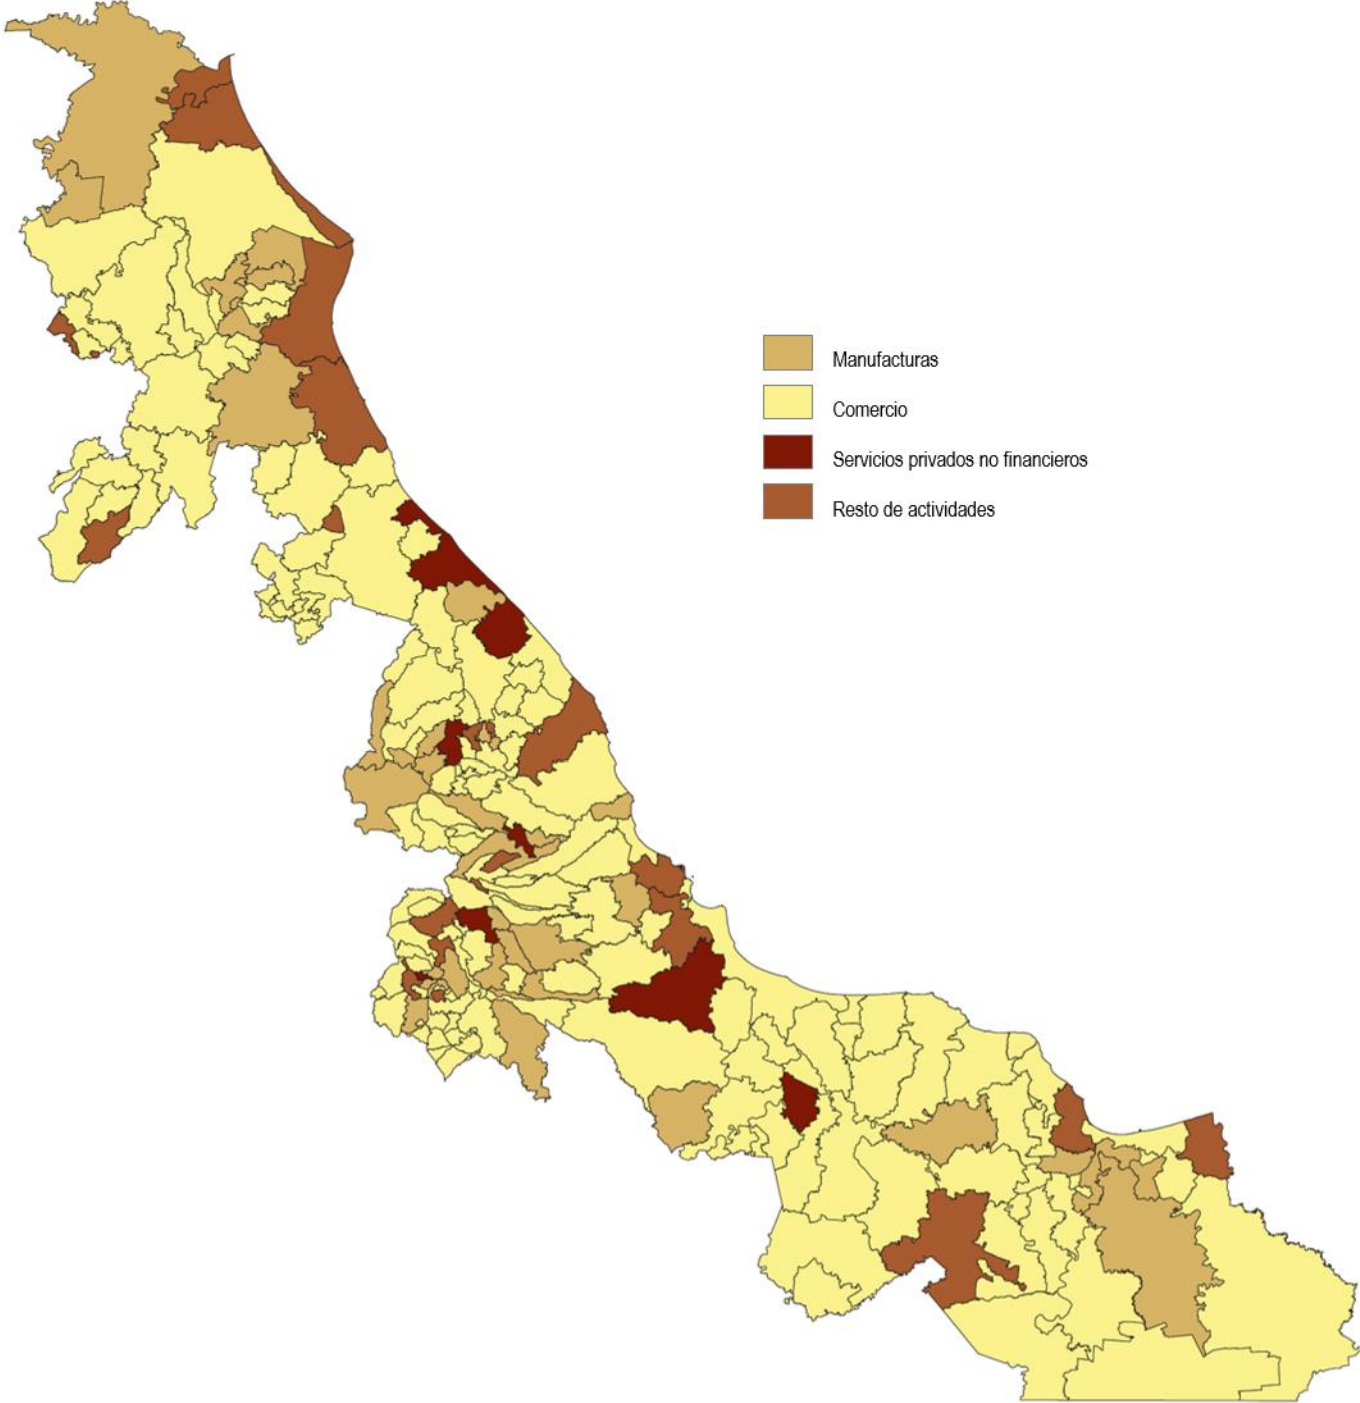 Manufacturas
Comercio
Servicios privados no financieros
Resto de actividades